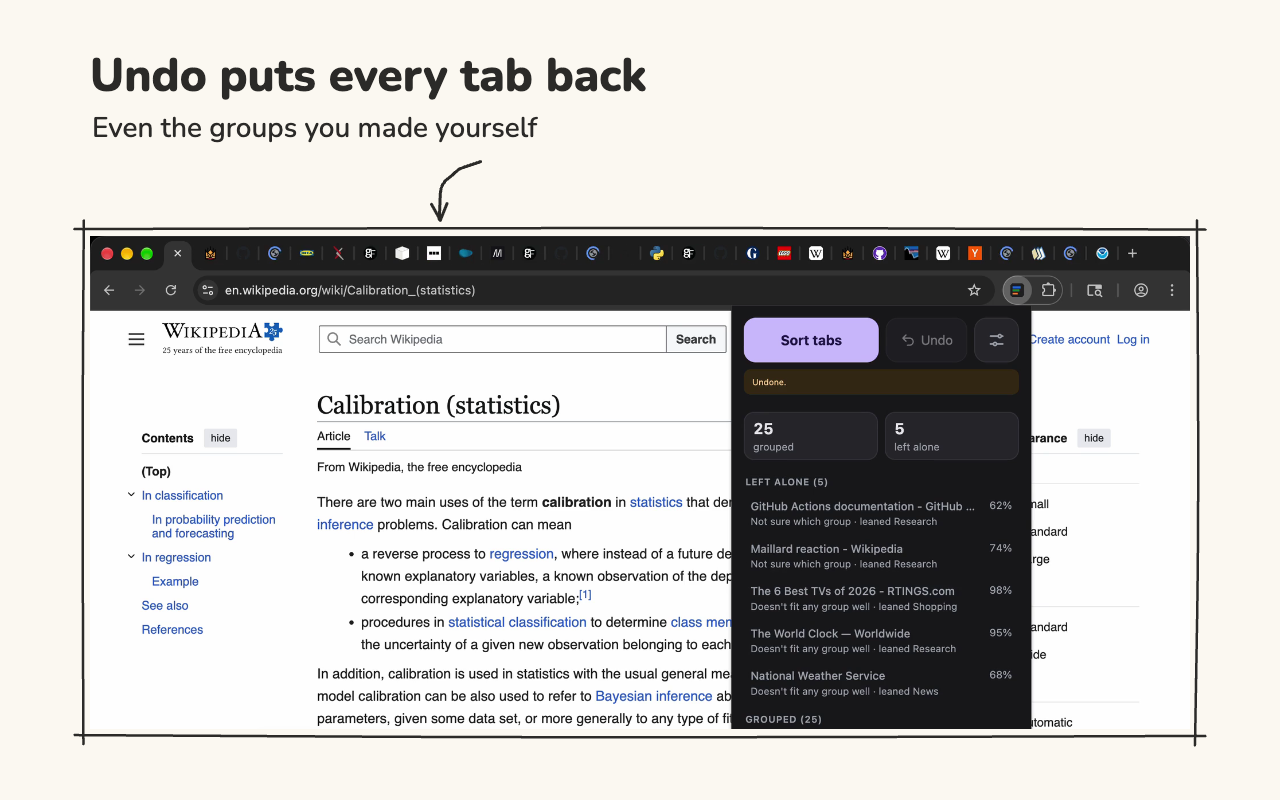 Undo puts every tab back
Even the groups you made yourself
en.wikipedia.org/wiki/Calibration_(statistics)
WIKIPEDIA
25 years of the free encyclopedia
Search Wikipedia
Search
Create account Log in
Sort tabs
Undo
Undone.
25
grouped
5
left alone
LEFT ALONE (5)
GitHub Actions documentation - GitHub ... 62%
Not sure which group · leaned Research
Maillard reaction - Wikipedia 74%
Not sure which group · leaned Research
The 6 Best TVs of 2026 - RTINGS.com 98%
Doesn't fit any group well · leaned Shopping
The World Clock — Worldwide 95%
Doesn't fit any group well · leaned Research
National Weather Service 68%
Doesn't fit any group well · leaned News
GROUPED (25)
Contents hide
(Top)
In classification
In probability prediction
and forecasting
In regression
Example
See also
References
Calibration (statistics)
Article Talk
From Wikipedia, the free encyclopedia
There are two main uses of the term calibration in statistics that den
inference problems. Calibration can mean
• a reverse process to regression, where instead of a future de
known explanatory variables, a known observation of the dep
corresponding explanatory variable;[1]
• procedures in statistical classification to determine class mem
the uncertainty of a given new observation belonging to each
In addition, calibration is used in statistics with the usual general mea
model calibration can be also used to refer to Bayesian inference ab
parameters, given some data set, or more generally to any type of fit
arance hide
mall
andard
rge
andard
ide
utomatic